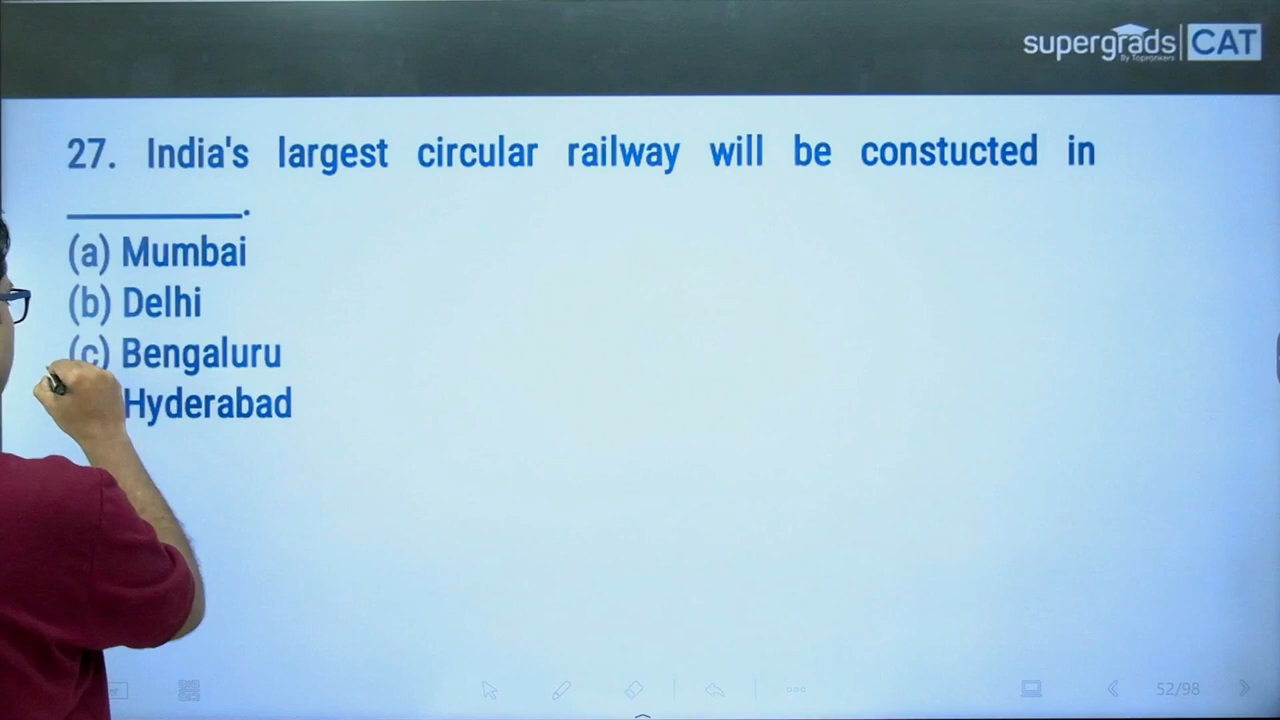 supergrads CAT
By Toprankers
27. India's largest circular railway will be constucted in
____________.
(a) Mumbai
(b) Delhi
(c) Bengaluru
Hyderabad
52/98